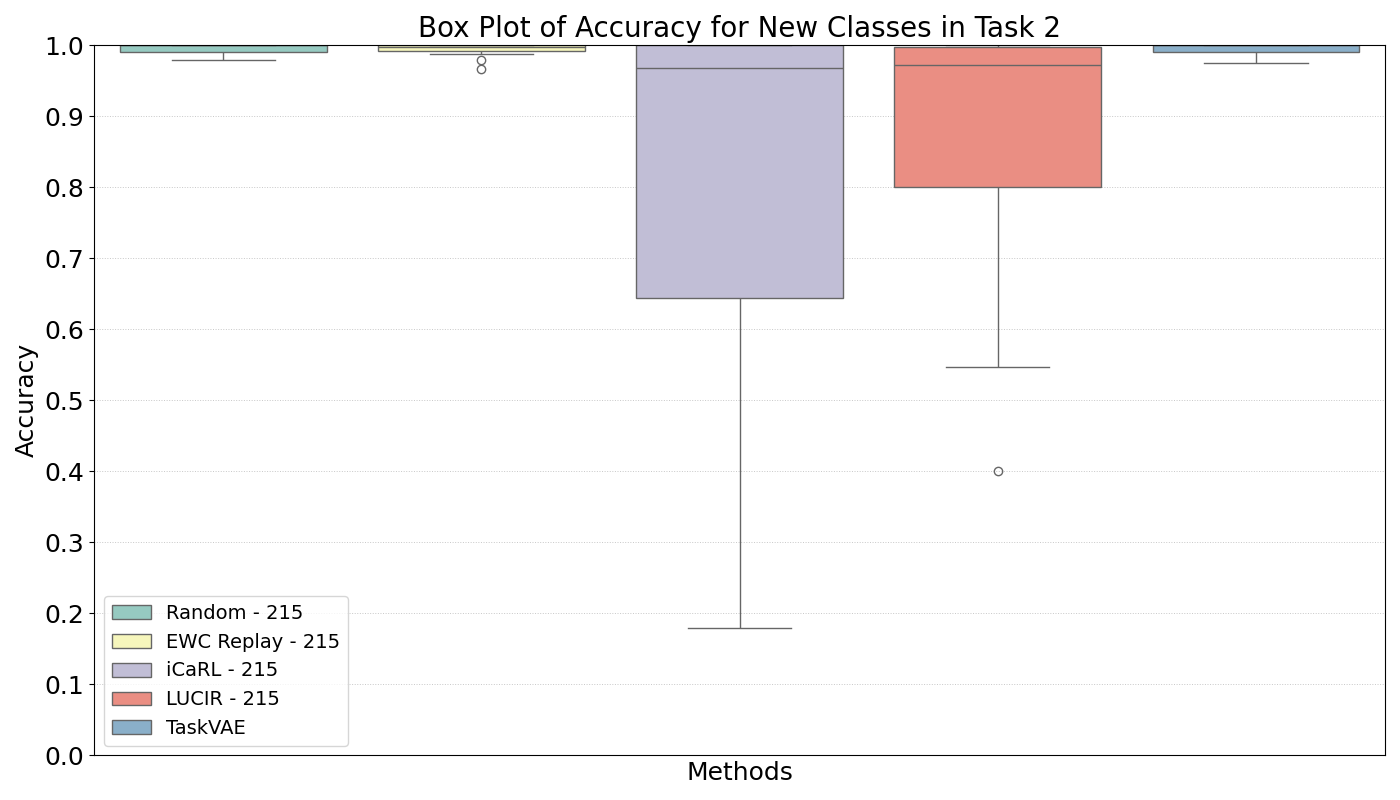 Box Plot of Accuracy for New Classes in Task 2
1.0
0.9
0.8
0.7
0.6
0.5
0.4
0.3
0.2
0.1
0.0
Accuracy
Random - 215
EWC Replay - 215
iCaRL - 215
LUCIR - 215
TaskVAE
Methods